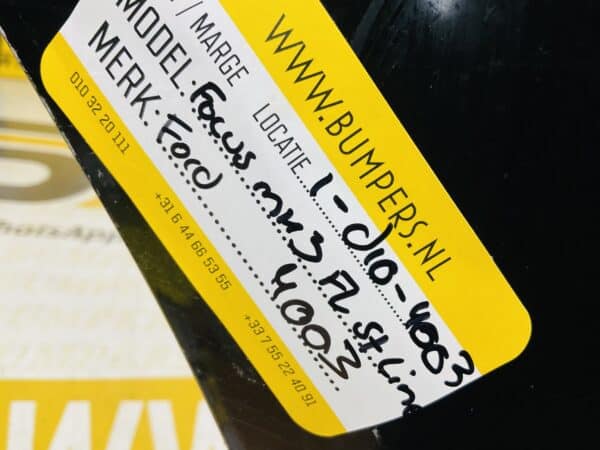 WWW.BUMPERS.NL
/ MARGE LOCATIE. 1-d10-4003
MODEL. Focus mk3 FL St. Line
MERK. Ford 4003
010 32 20 111
+31 6 44 66 53 55
+33 7 55 22 40 91